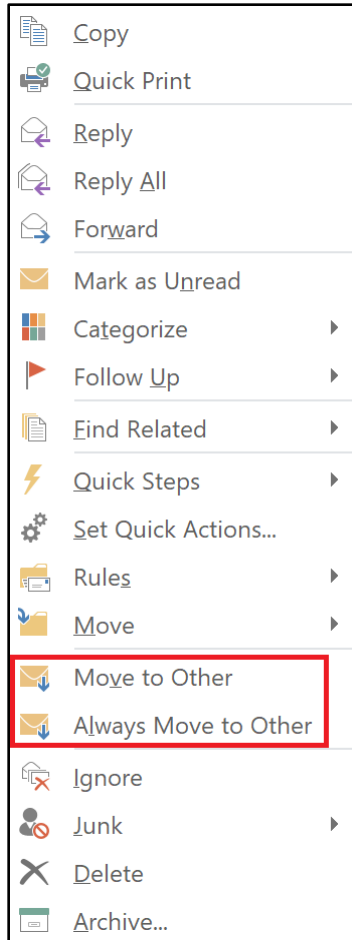 Copy
Quick Print
Reply
Reply All
Forward
Mark as Unread
Categorize
Follow Up
Find Related
Quick Steps
Set Quick Actions...
Rules
Move
Move to Other
Always Move to Other
Ignore
Junk
Delete
Archive...